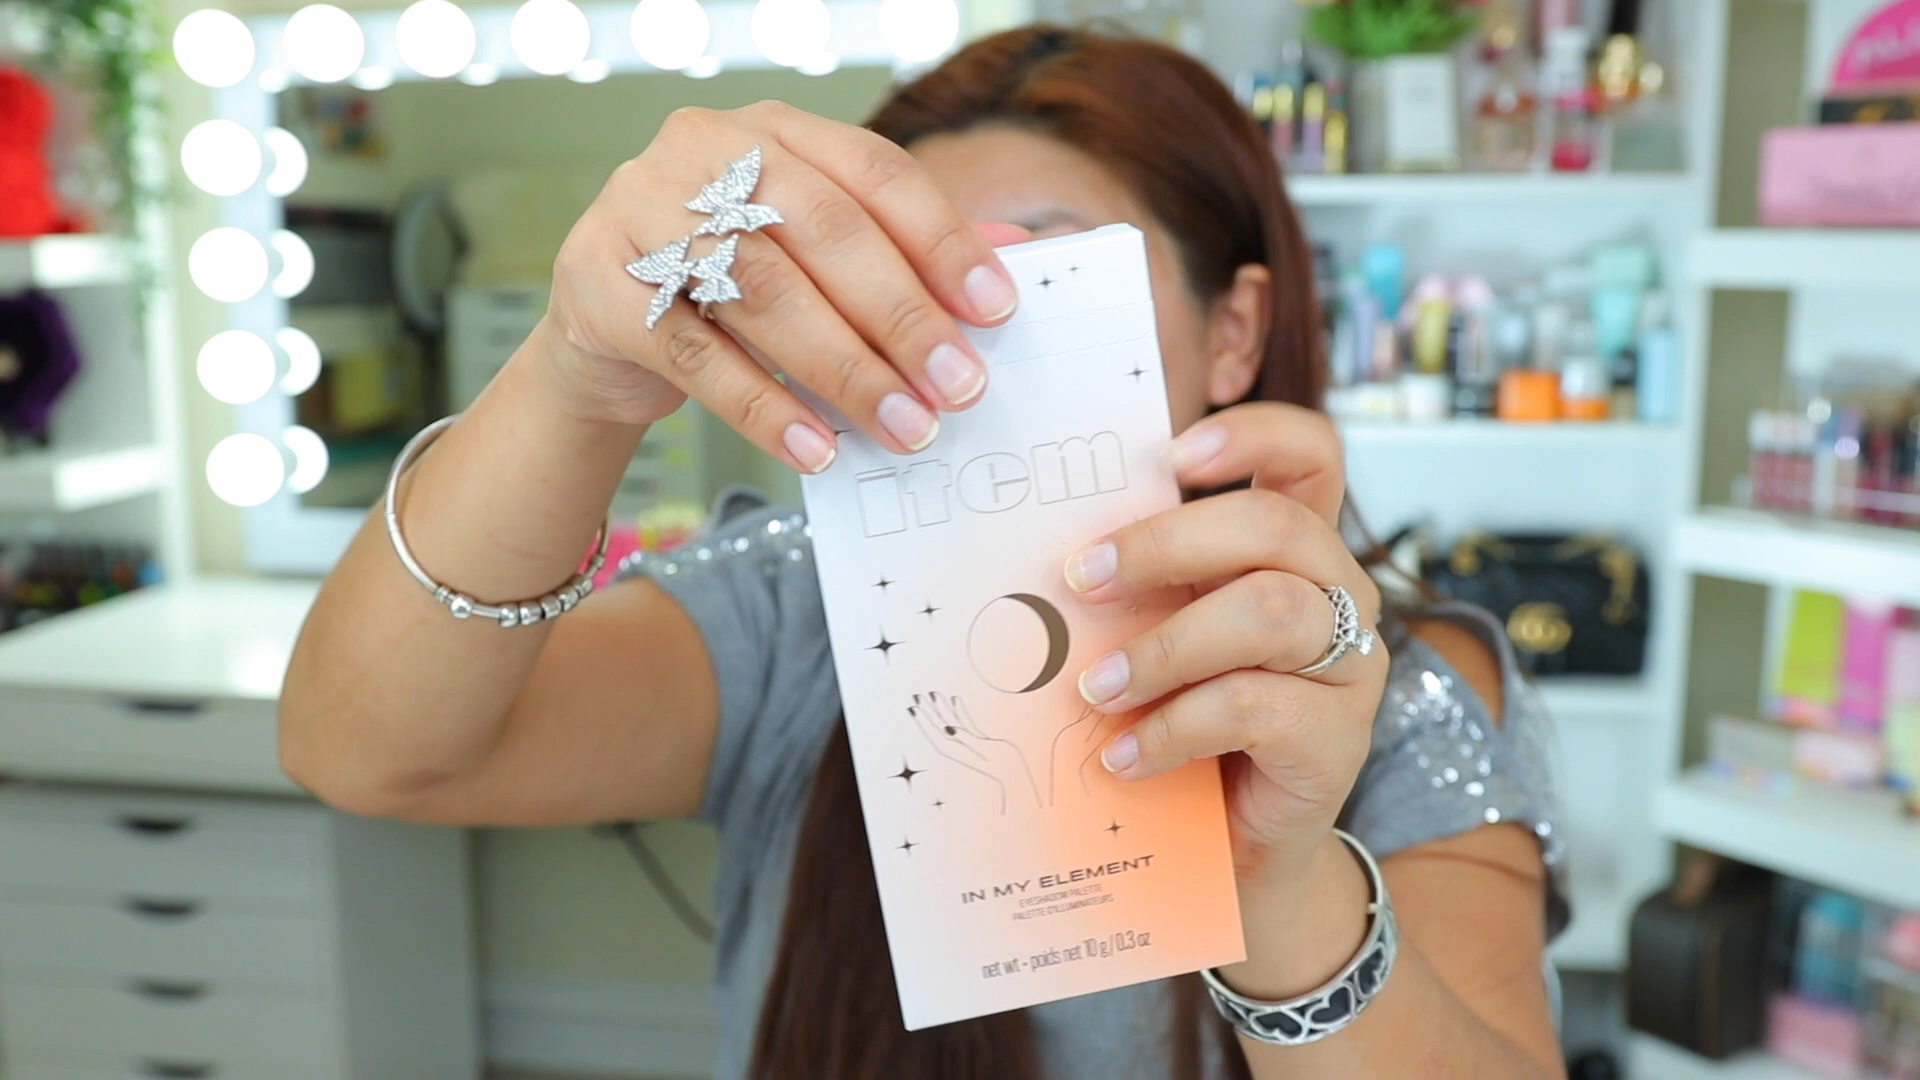 item
IN MY ELEMENT
EYESHADOW PALETTE
PALETTE D'ILLUMINATEURS
net wt - poids net 10 g / 0.3 oz